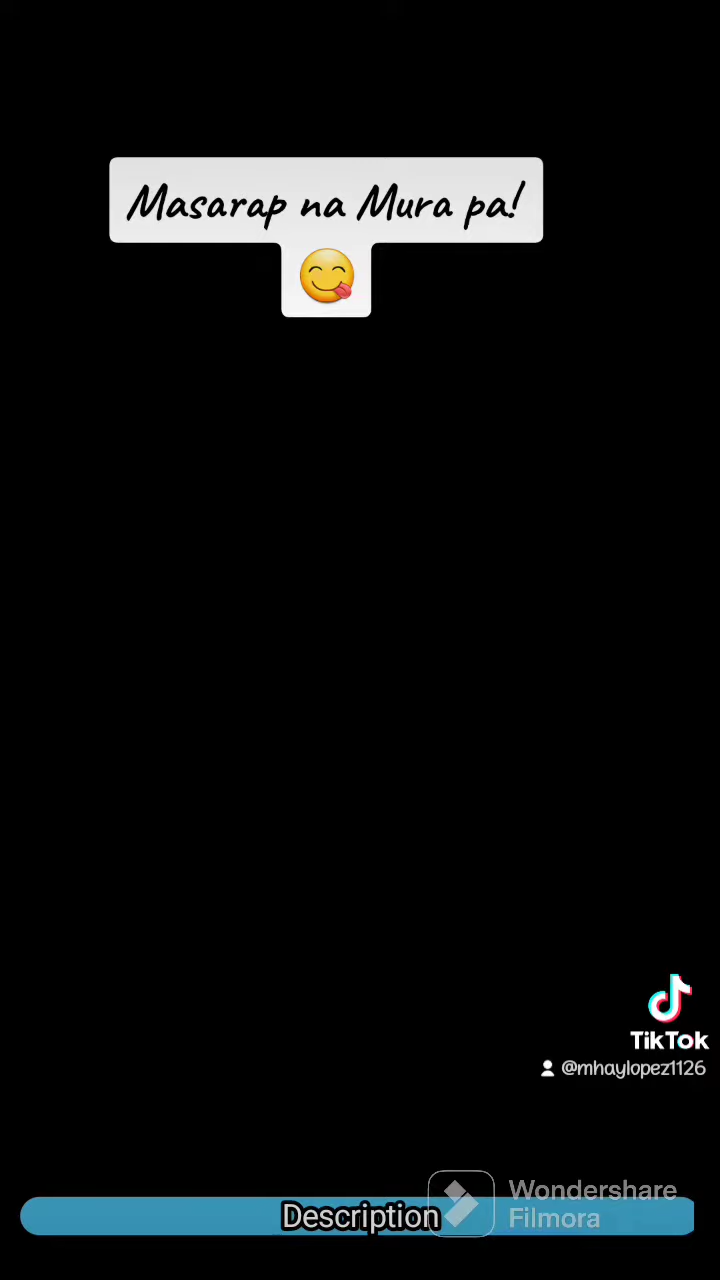 Masarap na Mura pa!
😋
TikTok
@mhaylopez1126
Wondershare
Filmora
Description